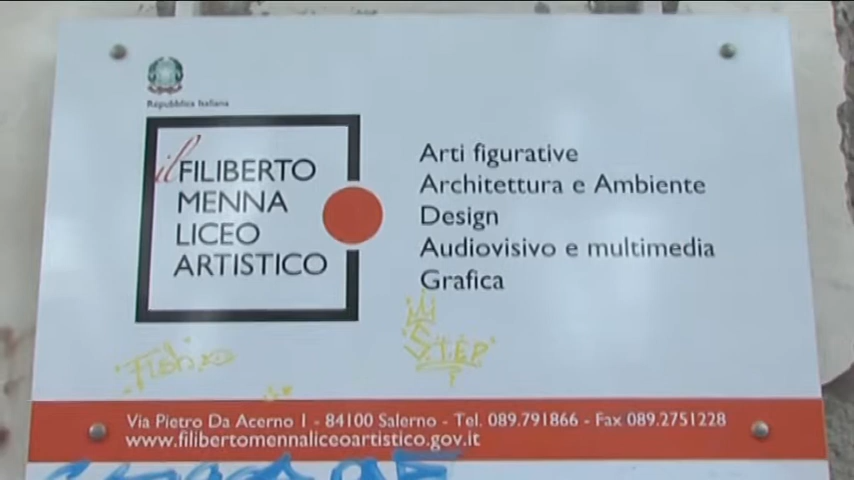 Repubblica Italiana
il FILIBERTO
MENNA
LICEO
ARTISTICO
Arti figurative
Architettura e Ambiente
Design
Audiovisivo e multimedia
Grafica
Via Pietro Da Acerno 1 - 84100 Salerno - Tel. 089.791866 - Fax 089.2751228
www.filibertomennaliceoartistico.gov.it